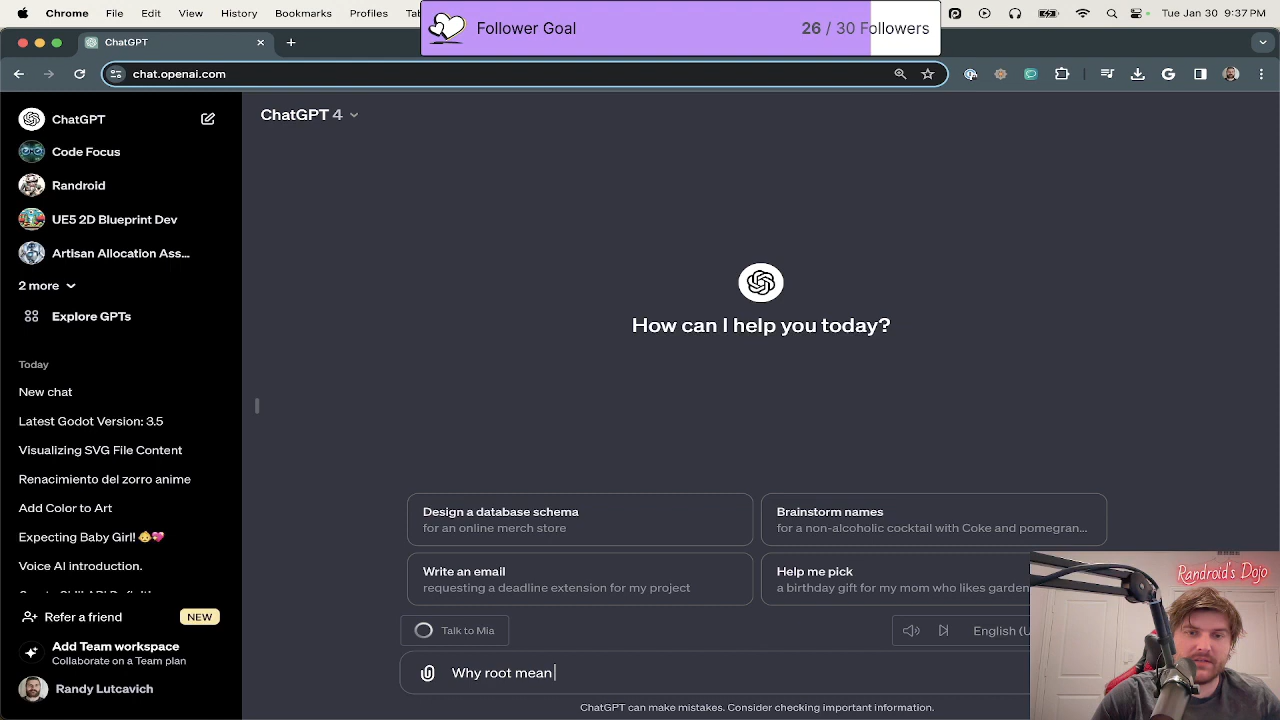 Chrome File Edit View History Bookmarks Profiles
Follower Goal 26 / 30 Followers
Tue Jan 30 9:37 PM
ChatGPT
chat.openai.com
ChatGPT
Code Focus
Randroid
UE5 2D Blueprint Dev
Artisan Allocation Ass...
2 more
Explore GPTs
Today
New chat
Latest Godot Version: 3.5
Visualizing SVG File Content
Renacimiento del zorro anime
Add Color to Art
Expecting Baby Girl! 👶💖
Voice AI introduction.
Refer a friend NEW
Add Team workspace
Collaborate on a Team plan
Randy Lutcavich
ChatGPT 4
How can I help you today?
Design a database schema
for an online merch store
Brainstorm names
for a non-alcoholic cocktail with Coke and pomegran...
Write an email
requesting a deadline extension for my project
Help me pick
a birthday gift for my mom who likes garden
Talk to Mia
English (U
Why root mean
ChatGPT can make mistakes. Consider checking important information.
Randroid's Dojo